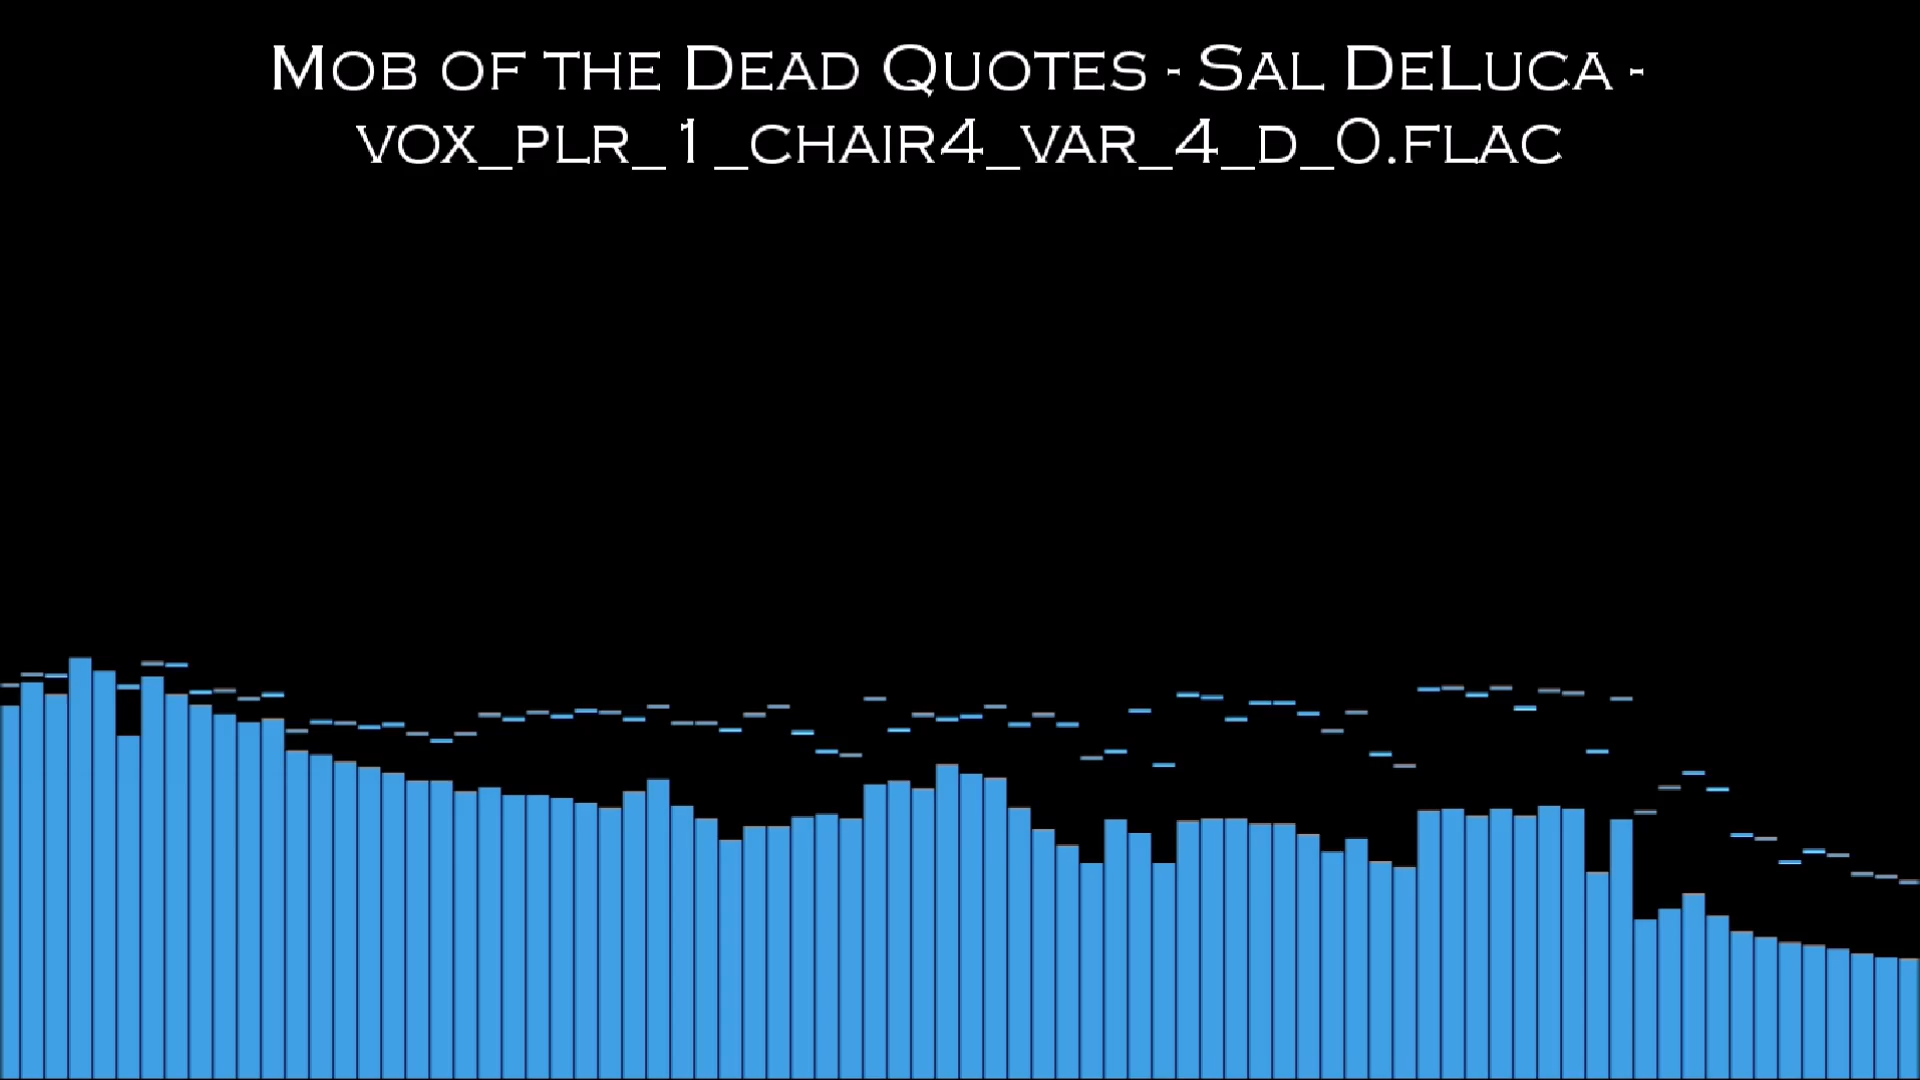 Mob of the Dead Quotes - Sal DeLuca -
vox_plr_1_chair4_var_4_d_0.flac